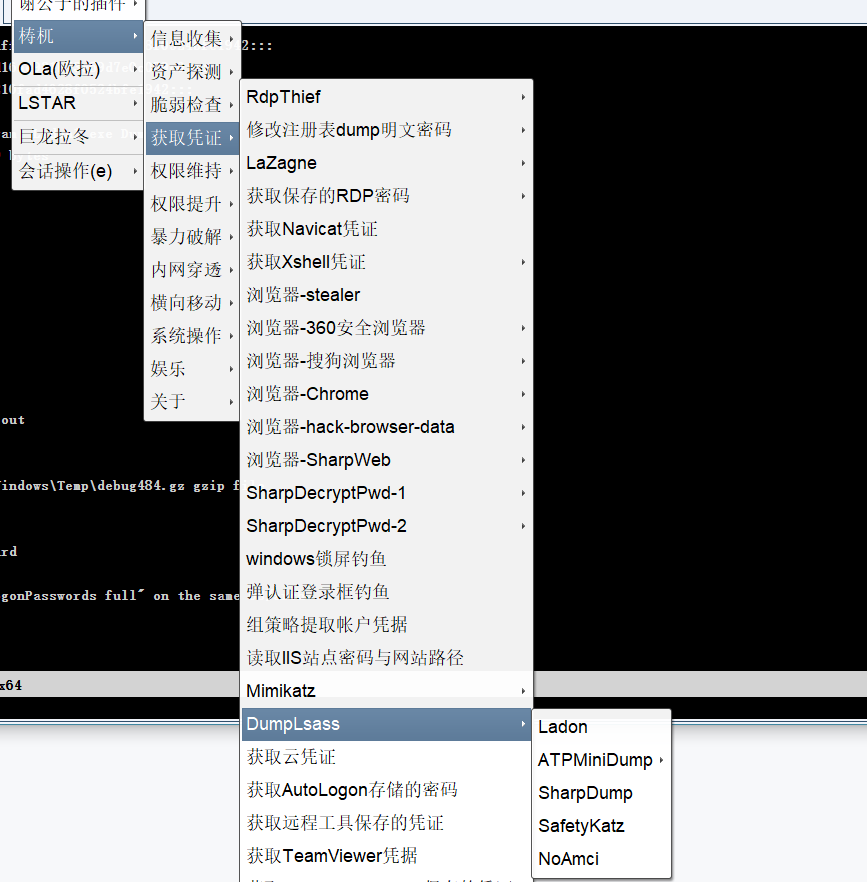 谢公子的插件
梼杌
OLa(欧拉)
LSTAR
巨龙拉冬
会话操作(e)
信息收集
资产探测
脆弱检查
获取凭证
权限维持
权限提升
暴力破解
内网穿透
横向移动
系统操作
娱乐
关于
RdpThief
修改注册表dump明文密码
LaZagne
获取保存的RDP密码
获取Navicat凭证
获取Xshell凭证
浏览器-stealer
浏览器-360安全浏览器
浏览器-搜狗浏览器
浏览器-Chrome
浏览器-hack-browser-data
浏览器-SharpWeb
SharpDecryptPwd-1
SharpDecryptPwd-2
windows锁屏钓鱼
弹认证登录框钓鱼
组策略提取帐户凭据
读取IIS站点密码与网站路径
Mimikatz
DumpLsass
获取云凭证
获取AutoLogon存储的密码
获取远程工具保存的凭证
获取TeamViewer凭据
Ladon
ATPMiniDump
SharpDump
SafetyKatz
NoAmci
out
indows\Temp\debug484.gz gzip f
rd
gonPasswords full" on the same
x64